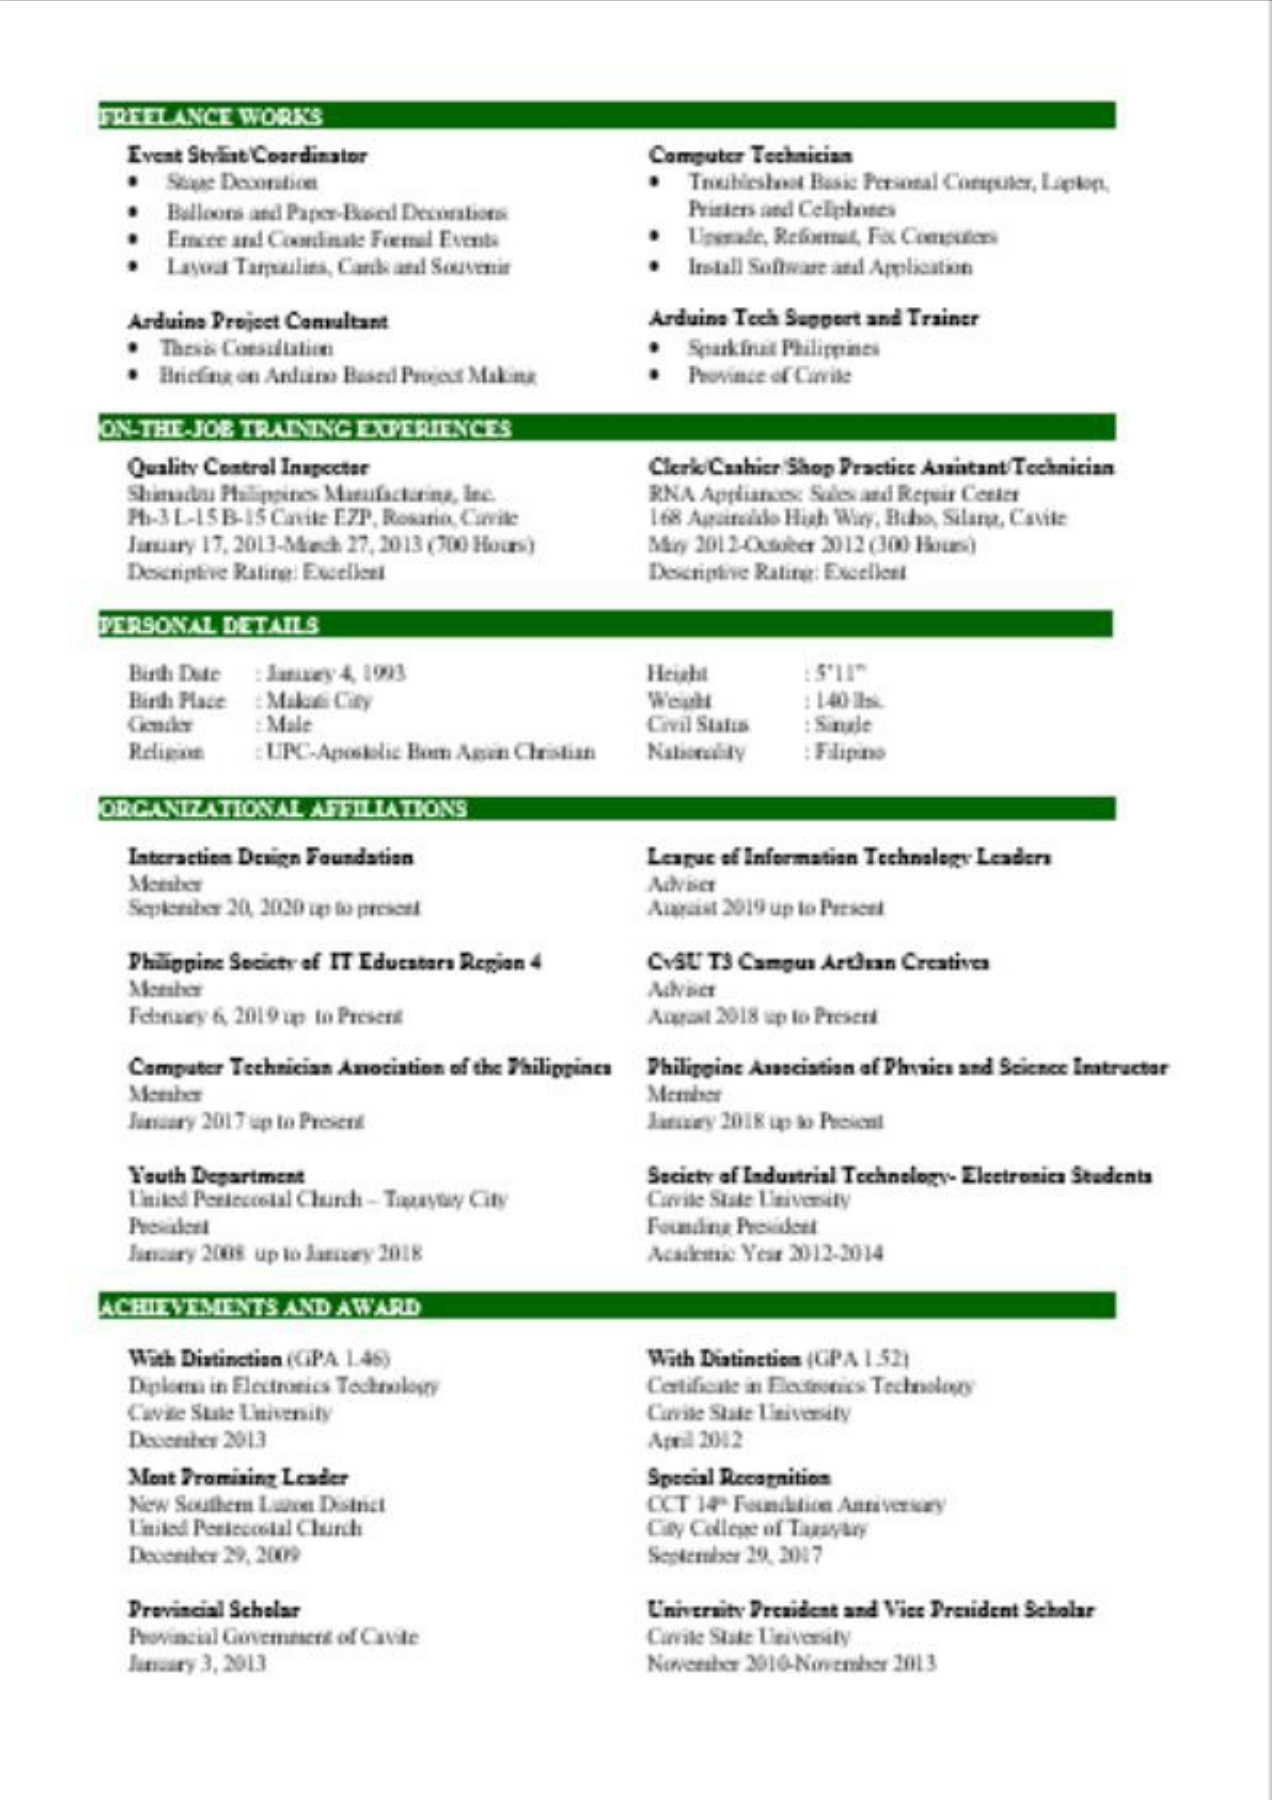 FREELANCE WORKS
Event Stylist/Coordinator
• Stage Decoration
• Balloons and Paper-Based Decorations
• Emcee and Coordinate Formal Events
• Layout Tarpaulins, Cards and Souvenir
Computer Technician
• Troubleshoot Basic Personal Computer, Laptop,
Printers and Cellphones
• Upgrade, Reformat, Fix Computers
• Install Software and Application
Arduino Project Consultant
• Thesis Consultation
• Briefing on Arduino Based Project Making
Arduino Tech Support and Trainer
• Sparkfruit Philippines
• Province of Cavite
ON-THE-JOB TRAINING EXPERIENCES
Quality Control Inspector
Shimadzu Philippines Manufacturing, Inc.
Ph-3 L-15 B-15 Cavite EZP, Rosario, Cavite
January 17, 2013-March 27, 2013 (700 Hours)
Descriptive Rating: Excellent
Clerk/Cashier/Shop Practice Assistant/Technician
RNA Appliances: Sales and Repair Center
168 Aguinaldo High Way, Buho, Silang, Cavite
May 2012-October 2012 (300 Hours)
Descriptive Rating: Excellent
PERSONAL DETAILS
Birth Date : January 4, 1993
Birth Place : Makati City
Gender : Male
Religion : UPC-Apostolic Born Again Christian
Height : 5'11"
Weight : 140 lbs.
Civil Status : Single
Nationality : Filipino
ORGANIZATIONAL AFFILIATIONS
Interaction Design Foundation
Member
September 20, 2020 up to present
League of Information Technology Leaders
Adviser
August 2019 up to Present
Philippine Society of IT Educators Region 4
Member
February 6, 2019 up to Present
CvSU T3 Campus Art3san Creatives
Adviser
August 2018 up to Present
Computer Technician Association of the Philippines
Member
January 2017 up to Present
Philippine Association of Physics and Science Instructor
Member
January 2018 up to Present
Youth Department
United Pentecostal Church – Tagaytay City
President
January 2008 up to January 2018
Society of Industrial Technology- Electronics Students
Cavite State University
Founding President
Academic Year 2012-2014
ACHIEVEMENTS AND AWARD
With Distinction (GPA 1.46)
Diploma in Electronics Technology
Cavite State University
December 2013
With Distinction (GPA 1.52)
Certificate in Electronics Technology
Cavite State University
April 2012
Most Promising Leader
New Southern Luzon District
United Pentecostal Church
December 29, 2009
Special Recognition
CCT 14th Foundation Anniversary
City College of Tagaytay
September 29, 2017
Provincial Scholar
Provincial Government of Cavite
January 3, 2013
University President and Vice President Scholar
Cavite State University
November 2010-November 2013